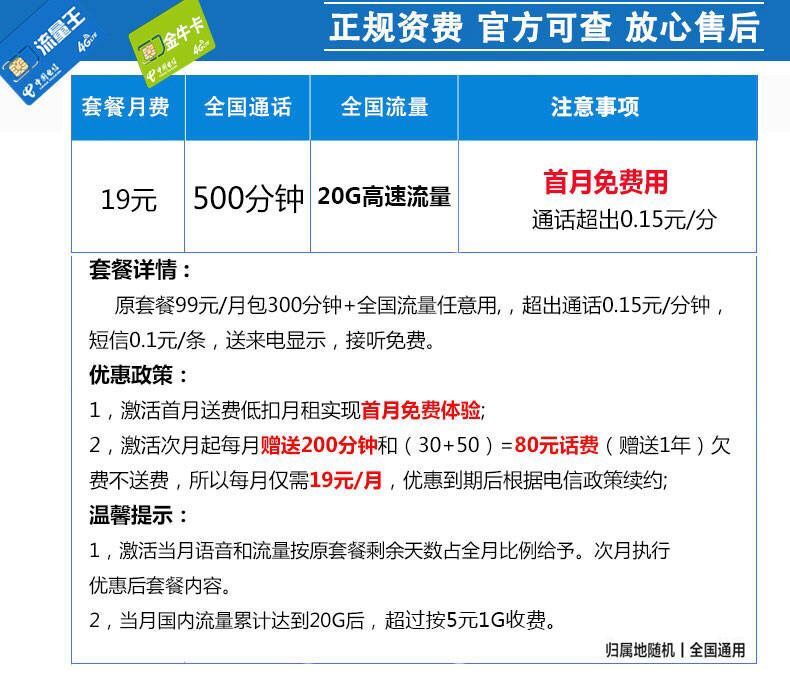 正规资费 官方可查 放心售后
流量王
4G
中国电信
金牛卡
4G
中国电信
套餐月费 全国通话 全国流量 注意事项
19元 500分钟 20G高速流量 首月免费用
通话超出0.15元/分
套餐详情：
原套餐99元/月包300分钟+全国流量任意用,，超出通话0.15元/分钟，
短信0.1元/条，送来电显示，接听免费。
优惠政策：
1，激活首月送费低扣月租实现首月免费体验;
2，激活次月起每月赠送200分钟和（30+50）=80元话费（赠送1年）欠
费不送费，所以每月仅需19元/月，优惠到期后根据电信政策续约;
温馨提示：
1，激活当月语音和流量按原套餐剩余天数占全月比例给予。次月执行
优惠后套餐内容。
2，当月国内流量累计达到20G后，超过按5元1G收费。
归属地随机丨全国通用